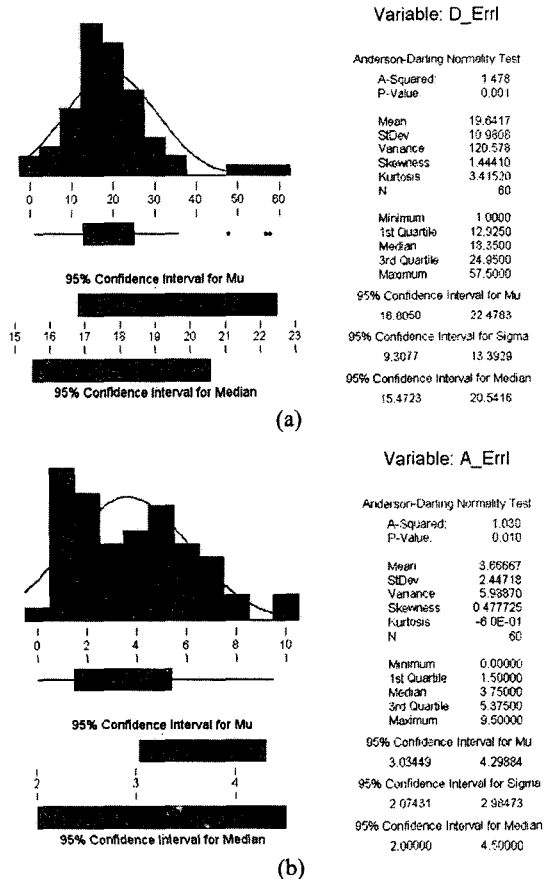 Variable: D_Errl
Anderson-Darling Normality Test
A-Squared: 1.478
P-Value: 0.001
Mean 19.6417
StDev 10.9808
Variance 120.578
Skewness 1.44410
Kurtosis 3.41520
N 60
Minimum 1.0000
1st Quartile 12.9250
Median 18.3500
3rd Quartile 24.9500
Maximum 57.5000
95% Confidence Interval for Mu
16.8050 22.4783
95% Confidence Interval for Sigma
9.3077 13.3929
95% Confidence Interval for Median
15.4723 20.5416
0 10 20 30 40 50 60
95% Confidence Interval for Mu
15 16 17 18 19 20 21 22 23
95% Confidence Interval for Median
(a)
Variable: A_Errl
Anderson-Darling Normality Test
A-Squared: 1.030
P-Value: 0.010
Mean 3.66667
StDev 2.44718
Variance 5.98870
Skewness 0.477725
Kurtosis -6.0E-01
N 60
Minimum 0.00000
1st Quartile 1.50000
Median 3.75000
3rd Quartile 5.37500
Maximum 9.50000
95% Confidence Interval for Mu
3.03449 4.29884
95% Confidence Interval for Sigma
2.07431 2.98473
95% Confidence Interval for Median
2.00000 4.50000
0 2 4 6 8 10
95% Confidence Interval for Mu
2 3 4
95% Confidence Interval for Median
(b)